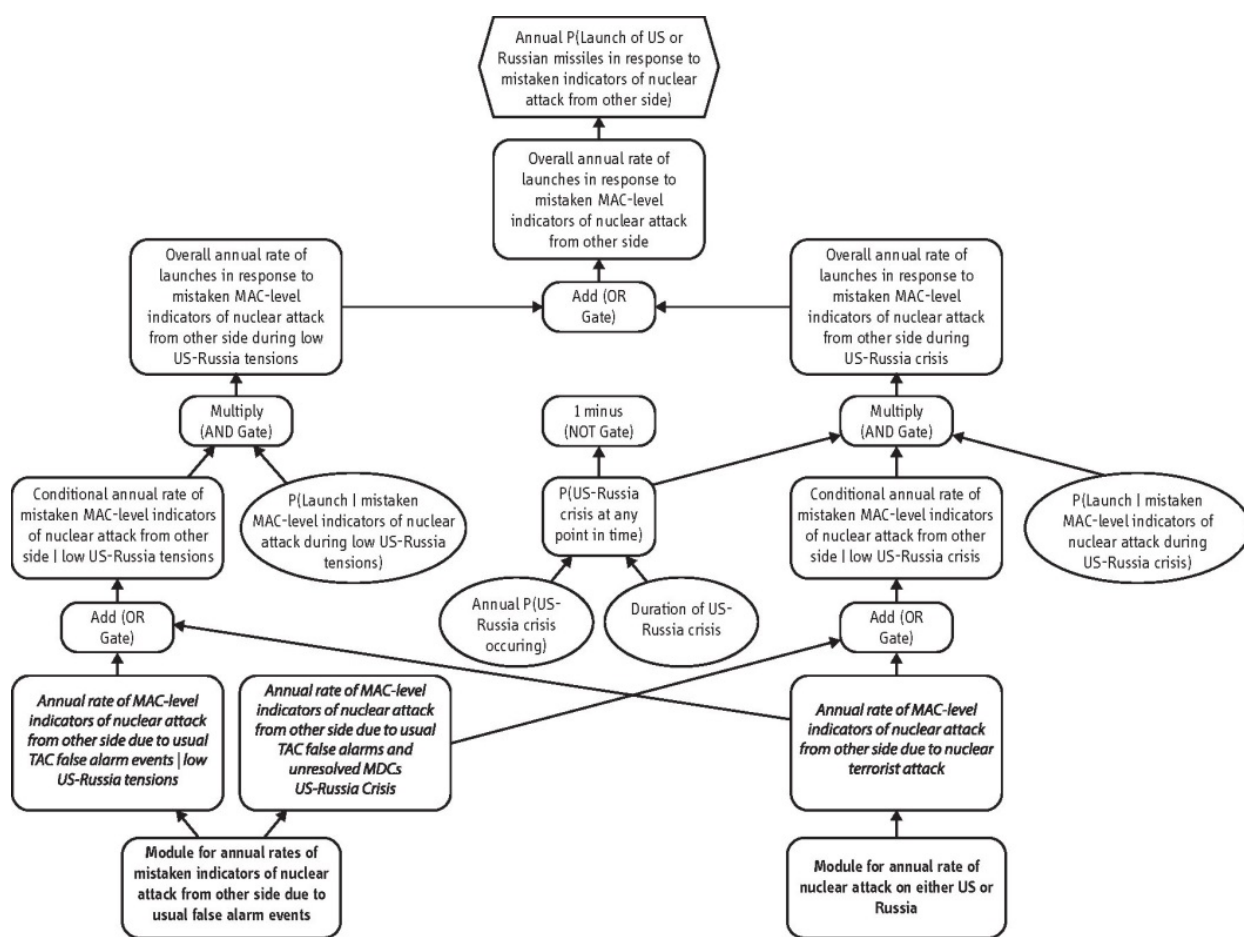 Annual P(Launch of US or
Russian missiles in response to
mistaken indicators of nuclear
attack from other side)
Overall annual rate of
launches in response to
mistaken MAC-level
indicators of nuclear attack
from other side
Overall annual rate of
launches in response to
mistaken MAC-level
indicators of nuclear attack
from other side during low
US-Russia tensions
Add (OR
Gate)
Overall annual rate of
launches in response to
mistaken MAC-level
indicators of nuclear attack
from other side during
US-Russia crisis
Multiply
(AND Gate)
1 minus
(NOT Gate)
Multiply
(AND Gate)
Conditional annual rate of
mistaken MAC-level indicators
of nuclear attack from other
side | low US-Russia tensions
P(Launch | mistaken
MAC-level indicators of nuclear
attack during low US-Russia
tensions)
P(US-Russia
crisis at any
point in time)
Conditional annual rate of
mistaken MAC-level indicators
of nuclear attack from other
side | low US-Russia crisis
P(Launch | mistaken
MAC-level indicators of
nuclear attack during
US-Russia crisis)
Annual P(US-
Russia crisis
occuring)
Duration of US-
Russia crisis
Add (OR
Gate)
Add (OR
Gate)
Annual rate of MAC-level
indicators of nuclear attack
from other side due to usual
TAC false alarm events | low
US-Russia tensions
Annual rate of MAC-level
indicators of nuclear attack
from other side due to usual
TAC false alarms and
unresolved MDCs
US-Russia Crisis
Annual rate of MAC-level
indicators of nuclear attack
from other side due to nuclear
terrorist attack
Module for annual rates of
mistaken indicators of nuclear
attack from other side due to
usual false alarm events
Module for annual rate of
nuclear attack on either US or
Russia